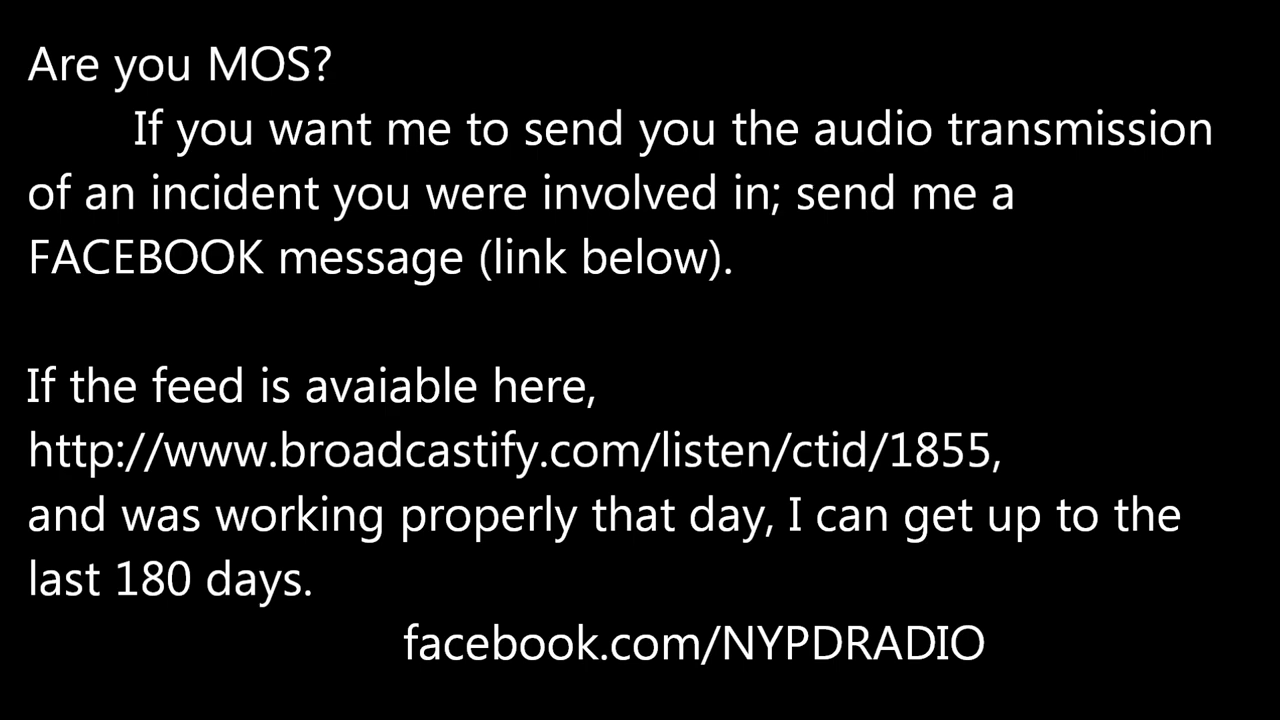 Are you MOS?
If you want me to send you the audio transmission
of an incident you were involved in; send me a
FACEBOOK message (link below).
If the feed is avaiable here,
http://www.broadcastify.com/listen/ctid/1855,
and was working properly that day, I can get up to the
last 180 days.
facebook.com/NYPDRADIO